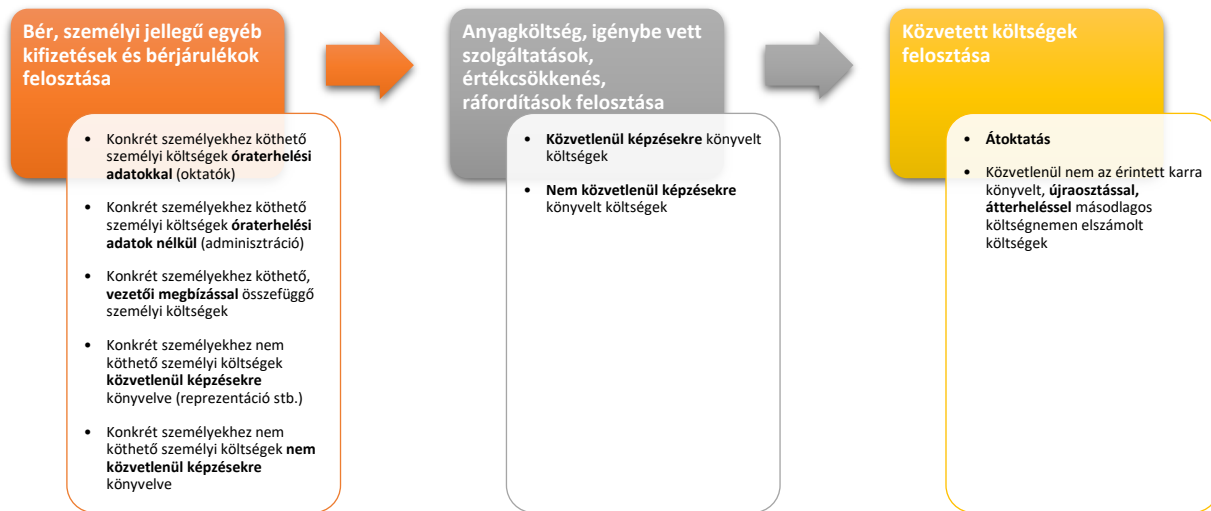 Bér, személyi jellegű egyéb
kifizetések és bérjárulékok
felosztása
• Konkrét személyekhez köthető
személyi költségek óraterhelési
adatokkal (oktatók)
• Konkrét személyekhez köthető
személyi költségek óraterhelési
adatok nélkül (adminisztráció)
• Konkrét személyekhez köthető,
vezetői megbízással összefüggő
személyi költségek
• Konkrét személyekhez nem
köthető személyi költségek
közvetlenül képzésekre
könyvelve (reprezentáció stb.)
• Konkrét személyekhez nem
köthető személyi költségek nem
közvetlenül képzésekre
könyvelve
Anyagköltség, igénybe vett
szolgáltatások,
értékcsökkenés,
ráfordítások felosztása
• Közvetlenül képzésekre könyvelt
költségek
• Nem közvetlenül képzésekre
könyvelt költségek
Közvetett költségek
felosztása
• Átoktatás
• Közvetlenül nem az érintett karra
könyvelt, újraosztással,
átterheléssel másodlagos
költségnemen elszámolt
költségek